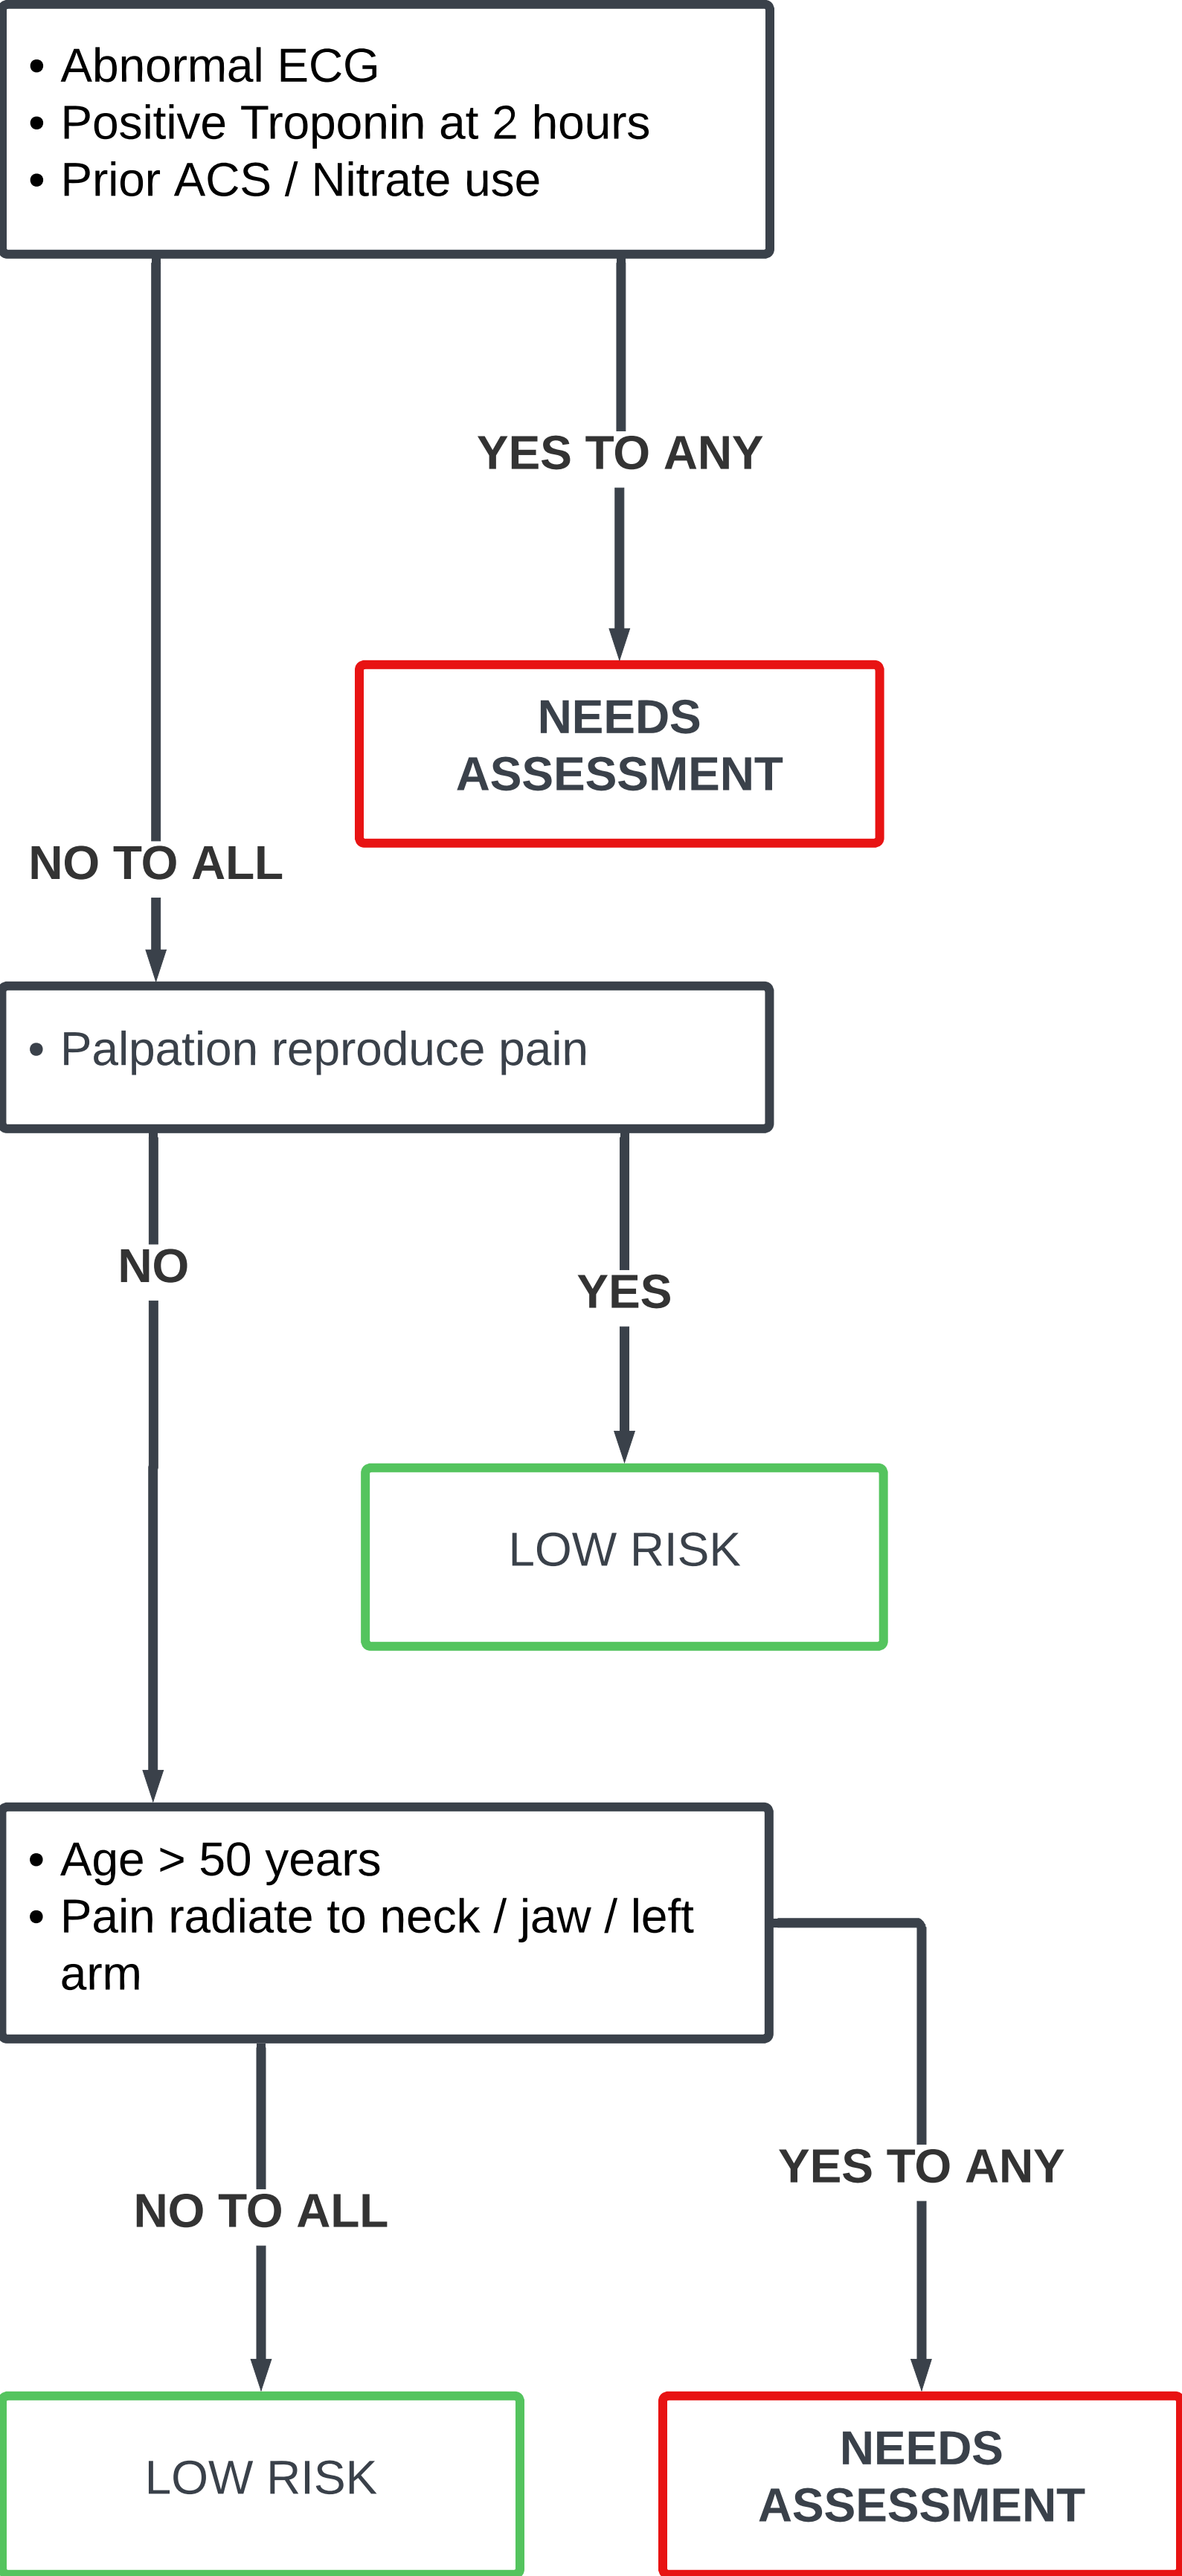 • Abnormal ECG
• Positive Troponin at 2 hours
• Prior ACS / Nitrate use
YES TO ANY
NEEDS
ASSESSMENT
NO TO ALL
• Palpation reproduce pain
NO
YES
LOW RISK
• Age > 50 years
• Pain radiate to neck / jaw / left
arm
YES TO ANY
NO TO ALL
LOW RISK
NEEDS
ASSESSMENT